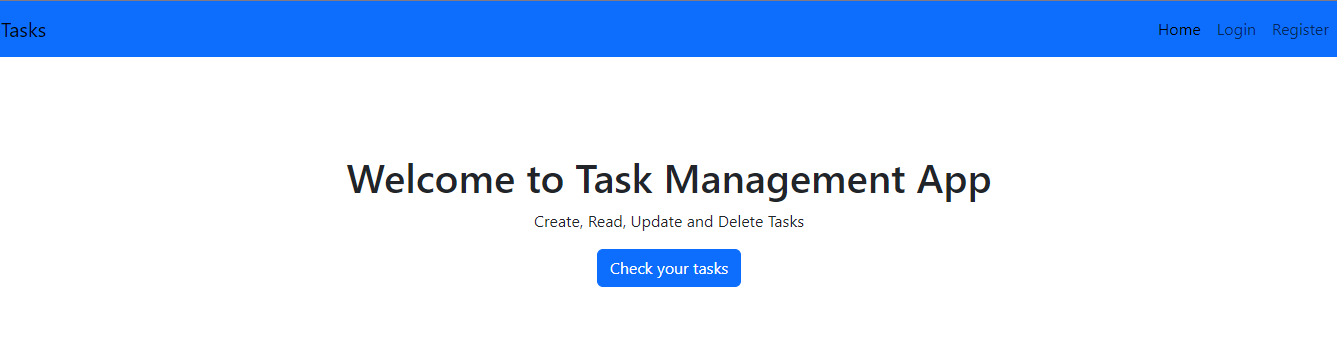 Tasks Home Login Register
Welcome to Task Management App
Create, Read, Update and Delete Tasks
Check your tasks